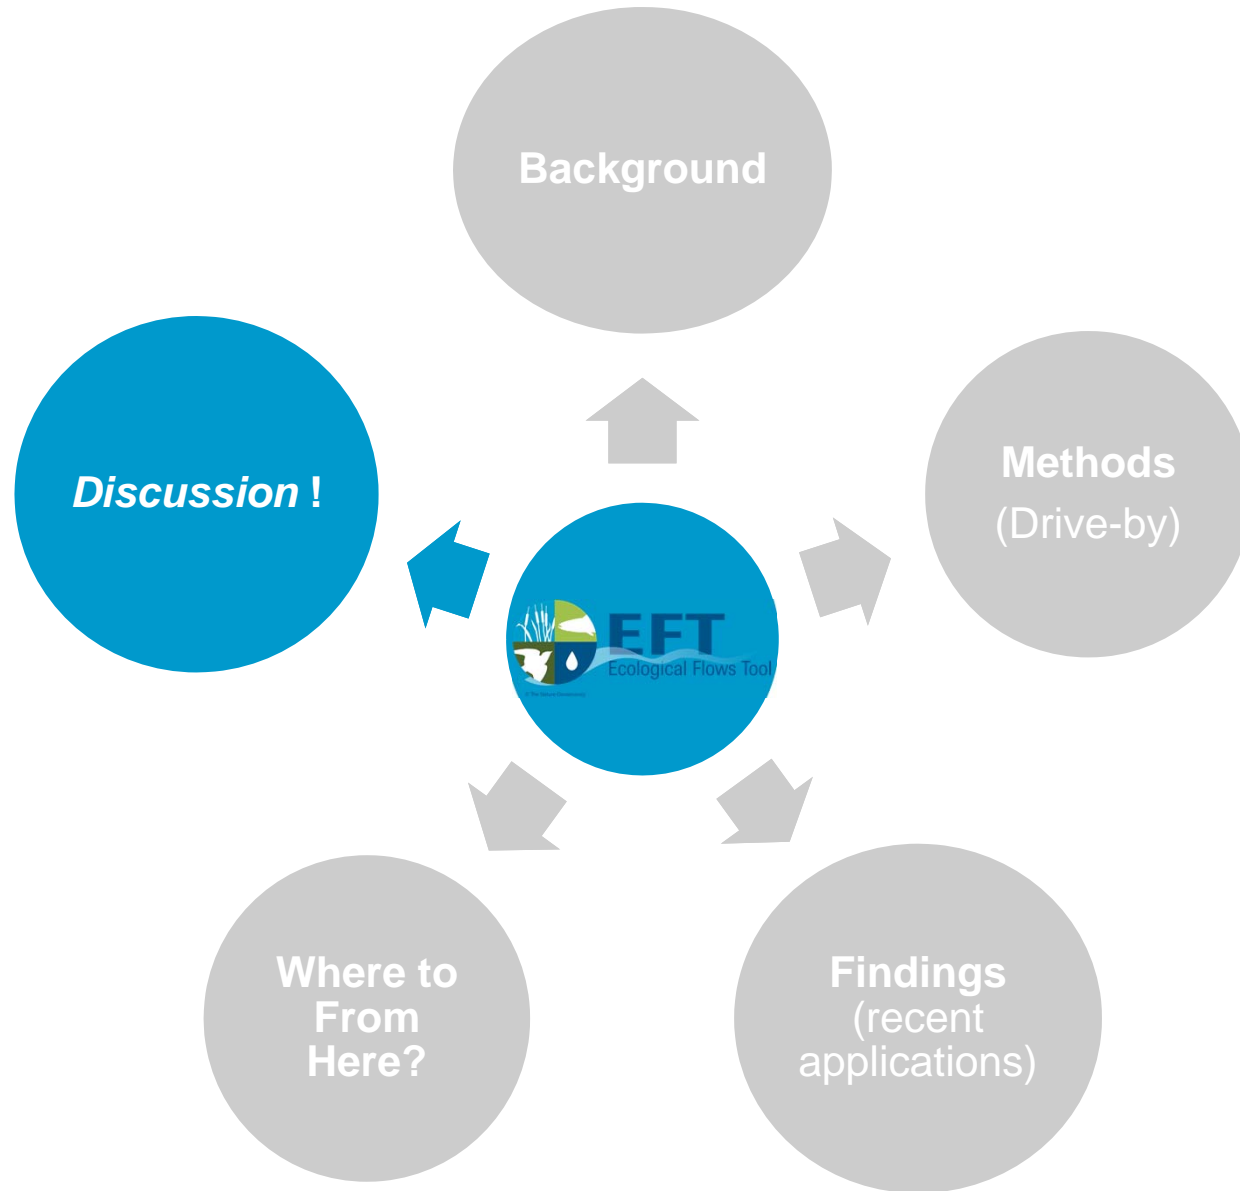 Background
Methods
(Drive-by)
Findings
(recent
applications)
Where to
From
Here?
Discussion !
EFT
Ecological Flows Tool